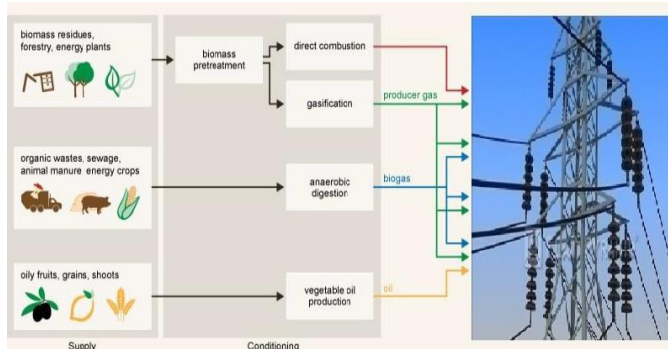 biomass residues,
forestry, energy plants
biomass
pretreatment
direct combustion
gasification
producer gas
organic wastes, sewage,
animal manure energy crops
anaerobic
digestion
biogas
oily fruits, grains, shoots
vegetable oil
production
oil
Supply
Conditioning